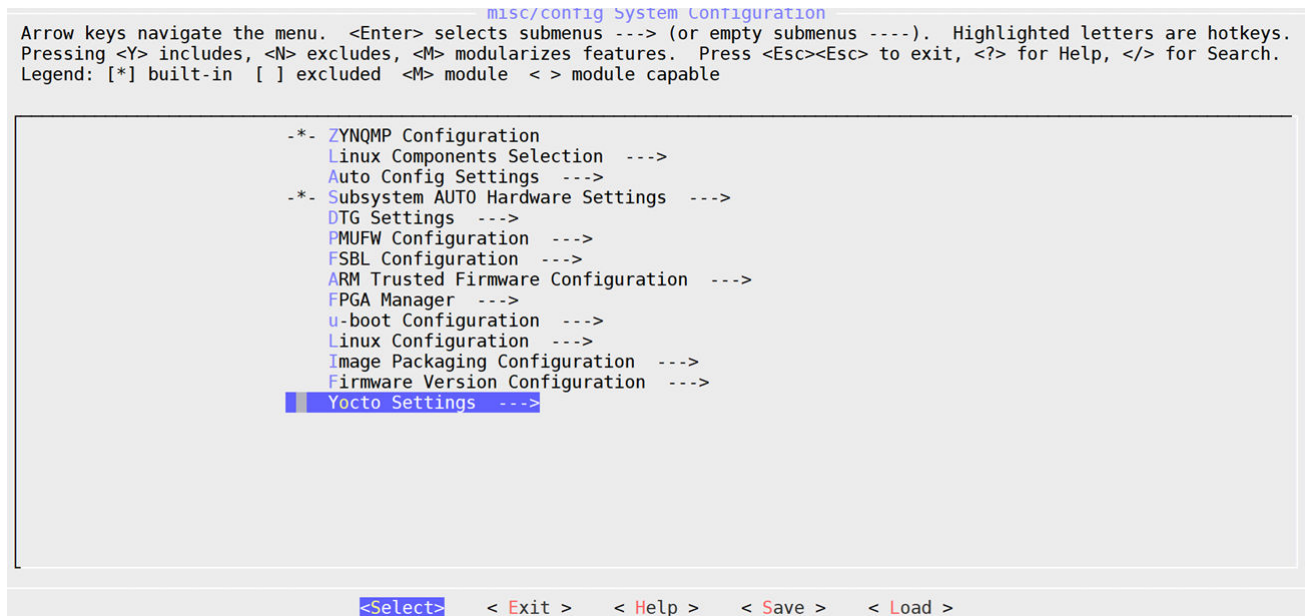 misc/config System Configuration
Arrow keys navigate the menu.  <Enter> selects submenus ---> (or empty submenus ----).  Highlighted letters are hotkeys.
Pressing <Y> includes, <N> excludes, <M> modularizes features.  Press <Esc><Esc> to exit, <?> for Help, </> for Search.
Legend: [*] built-in  [ ] excluded  <M> module  < > module capable
-*- ZYNQMP Configuration
Linux Components Selection  --->
Auto Config Settings  --->
-*- Subsystem AUTO Hardware Settings  --->
DTG Settings  --->
PMUFW Configuration  --->
FSBL Configuration  --->
ARM Trusted Firmware Configuration  --->
FPGA Manager  --->
u-boot Configuration  --->
Linux Configuration  --->
Image Packaging Configuration  --->
Firmware Version Configuration  --->
Yocto Settings  --->
<Select>    < Exit >    < Help >    < Save >    < Load >